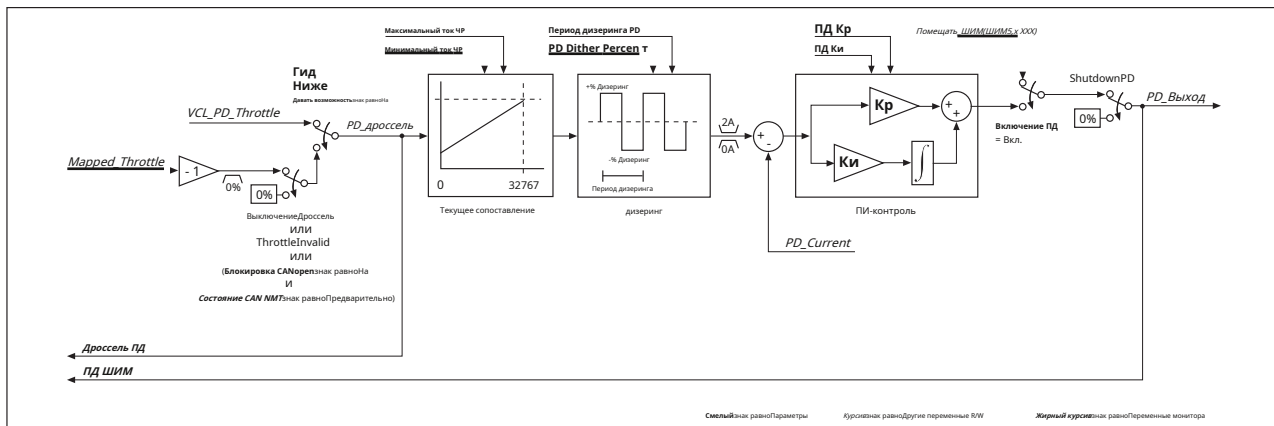 Максимальный ток ЧР
Минимальный ток ЧР
Период дизеринга PD
PD Dither Percen т
ПД Кр
ПД Ки
Помещать ШИМ(ШИМ5.x XXX)
Гид
Ниже
Давать возможностьзнак равноНа
VCL_PD_Throttle
PD_дроссель
Mapped_Throttle
- 1
0%
0%
ВыключениеДроссель
ИЛИ
ThrottleInvalid
ИЛИ
(Блокировка CANopenзнак равноНа
И
Состояние CAN NMTзнак равноПредварительно)
0
32767
Текущее сопоставление
+% Дизеринг
-% Дизеринг
Период дизеринга
дизеринг
2A
0A
+
-
PD_Current
Кр
Ки
∫
+
+
ПИ-контроль
Включение ПД
= Вкл.
ShutdownPD
0%
PD_Выход
Дроссель ПД
ПД ШИМ
Смелыйзнак равноПараметры
Курсивзнак равноДругие переменные R/W
Жирный курсивзнак равноПеременные монитора